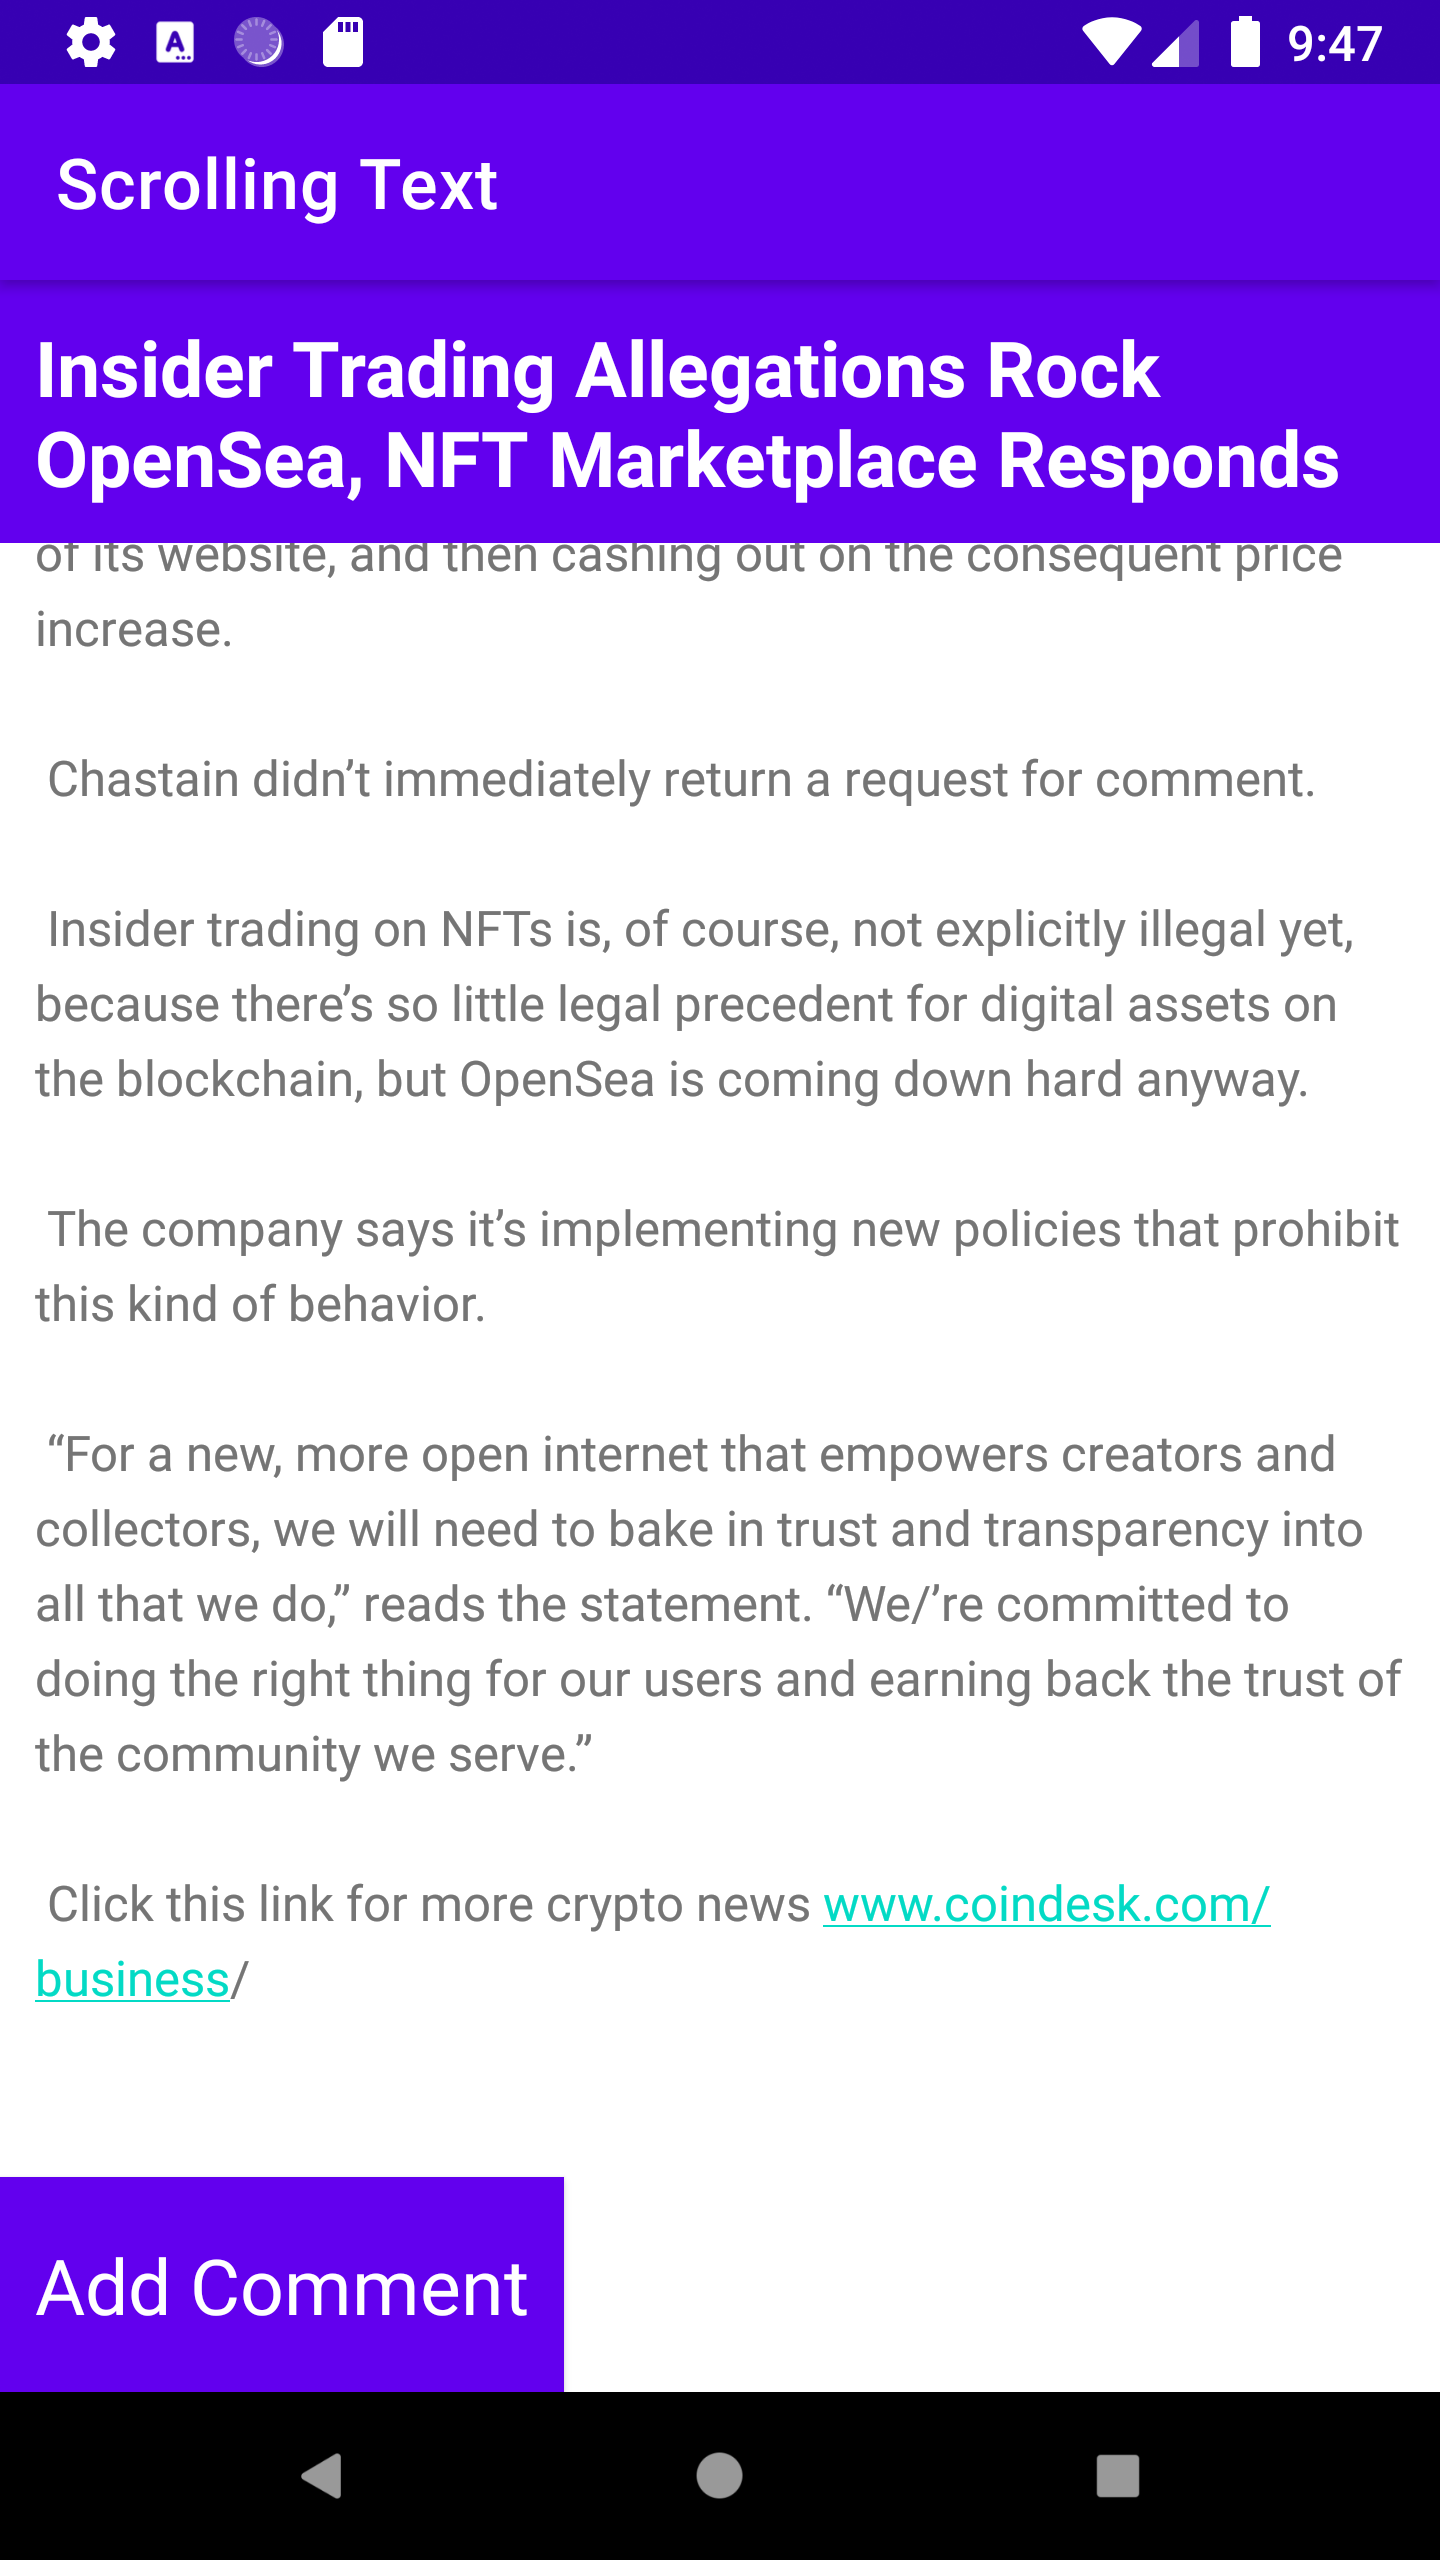 9:47
Scrolling Text
Insider Trading Allegations Rock
OpenSea, NFT Marketplace Responds
of its website, and then cashing out on the consequent price
increase.
Chastain didn’t immediately return a request for comment.
Insider trading on NFTs is, of course, not explicitly illegal yet,
because there’s so little legal precedent for digital assets on
the blockchain, but OpenSea is coming down hard anyway.
The company says it’s implementing new policies that prohibit
this kind of behavior.
“For a new, more open internet that empowers creators and
collectors, we will need to bake in trust and transparency into
all that we do,” reads the statement. “We/’re committed to
doing the right thing for our users and earning back the trust of
the community we serve.”
Click this link for more crypto news www.coindesk.com/
business/
Add Comment